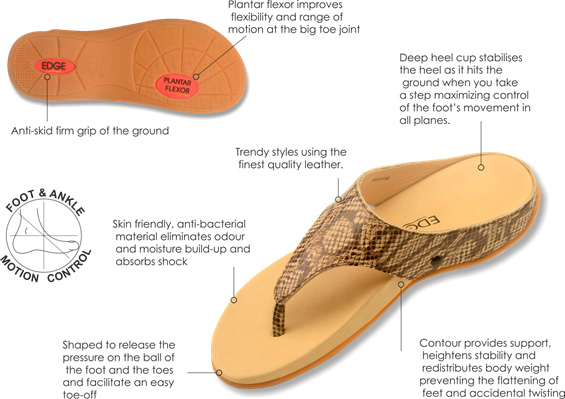 Plantar flexor improves
flexibility and range of
motion at the big toe joint
EDGE
PLANTAR
FLEXOR
Anti-skid firm grip of the ground
Deep heel cup stabilises
the heel as it hits the
ground when you take
a step maximizing control
of the foot's movement in
all planes.
Trendy styles using the
finest quality leather.
FOOT & ANKLE
MOTION CONTROL
Skin friendly, anti-bacterial
material eliminates odour
and moisture build-up and
absorbs shock
EDGE
Shaped to release the
pressure on the ball of
the foot and the toes
and facilitate an easy
toe-off
Contour provides support,
heightens stability and
redistributes body weight
preventing the flattening of
feet and accidental twisting